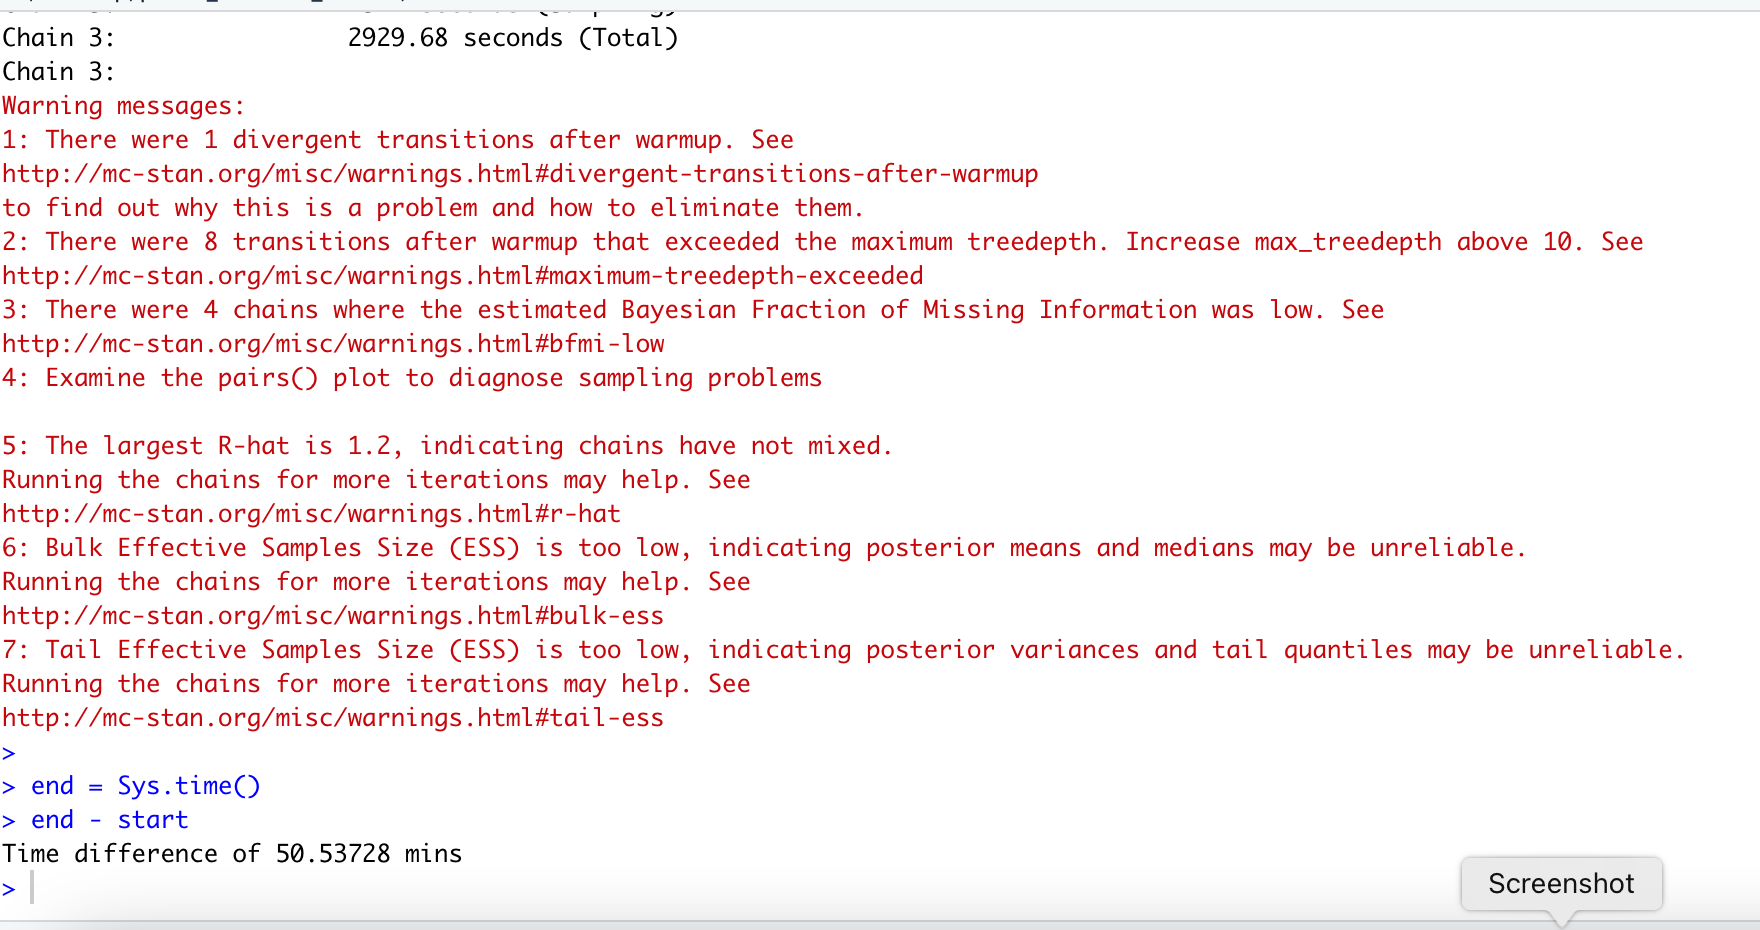 Chain 3:                2929.68 seconds (Total)
Chain 3:
Warning messages:
1: There were 1 divergent transitions after warmup. See
http://mc-stan.org/misc/warnings.html#divergent-transitions-after-warmup
to find out why this is a problem and how to eliminate them.
2: There were 8 transitions after warmup that exceeded the maximum treedepth. Increase max_treedepth above 10. See
http://mc-stan.org/misc/warnings.html#maximum-treedepth-exceeded
3: There were 4 chains where the estimated Bayesian Fraction of Missing Information was low. See
http://mc-stan.org/misc/warnings.html#bfmi-low
4: Examine the pairs() plot to diagnose sampling problems
5: The largest R-hat is 1.2, indicating chains have not mixed.
Running the chains for more iterations may help. See
http://mc-stan.org/misc/warnings.html#r-hat
6: Bulk Effective Samples Size (ESS) is too low, indicating posterior means and medians may be unreliable.
Running the chains for more iterations may help. See
http://mc-stan.org/misc/warnings.html#bulk-ess
7: Tail Effective Samples Size (ESS) is too low, indicating posterior variances and tail quantiles may be unreliable.
Running the chains for more iterations may help. See
http://mc-stan.org/misc/warnings.html#tail-ess
>
> end = Sys.time()
> end - start
Time difference of 50.53728 mins
>
Screenshot